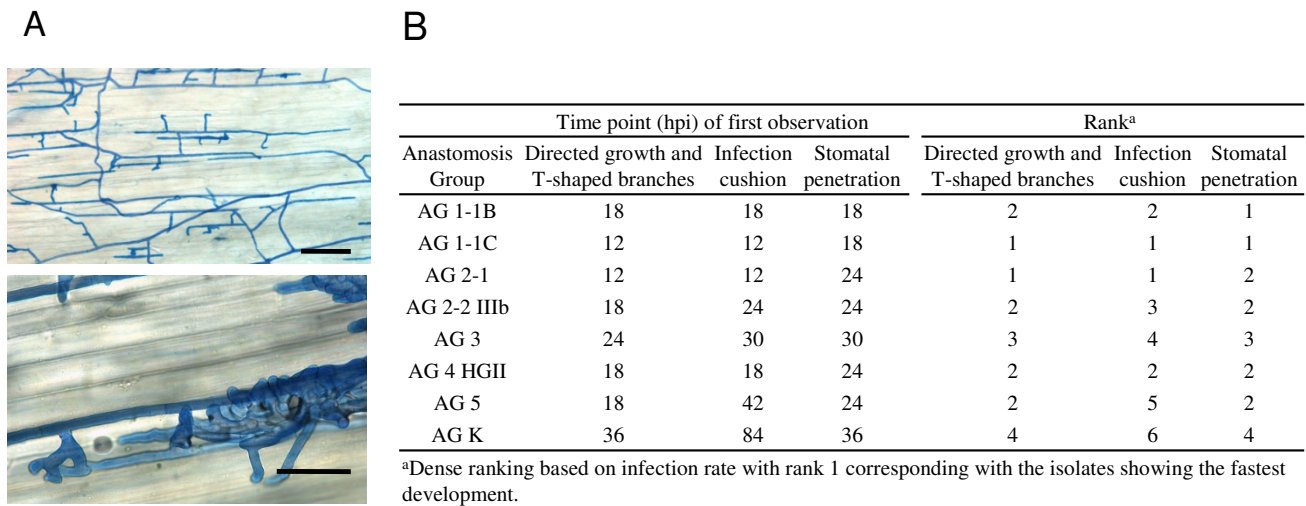 A
B
Time point (hpi) of first observation Rankᵃ
Anastomosis Directed growth and Infection Stomatal Directed growth and Infection Stomatal
Group T-shaped branches cushion penetration T-shaped branches cushion penetration
AG 1-1B 18 18 18 2 2 1
AG 1-1C 12 12 18 1 1 1
AG 2-1 12 12 24 1 1 2
AG 2-2 IIIb 18 24 24 2 3 2
AG 3 24 30 30 3 4 3
AG 4 HGII 18 18 24 2 2 2
AG 5 18 42 24 2 5 2
AG K 36 84 36 4 6 4
ᵃDense ranking based on infection rate with rank 1 corresponding with the isolates showing the fastest
development.